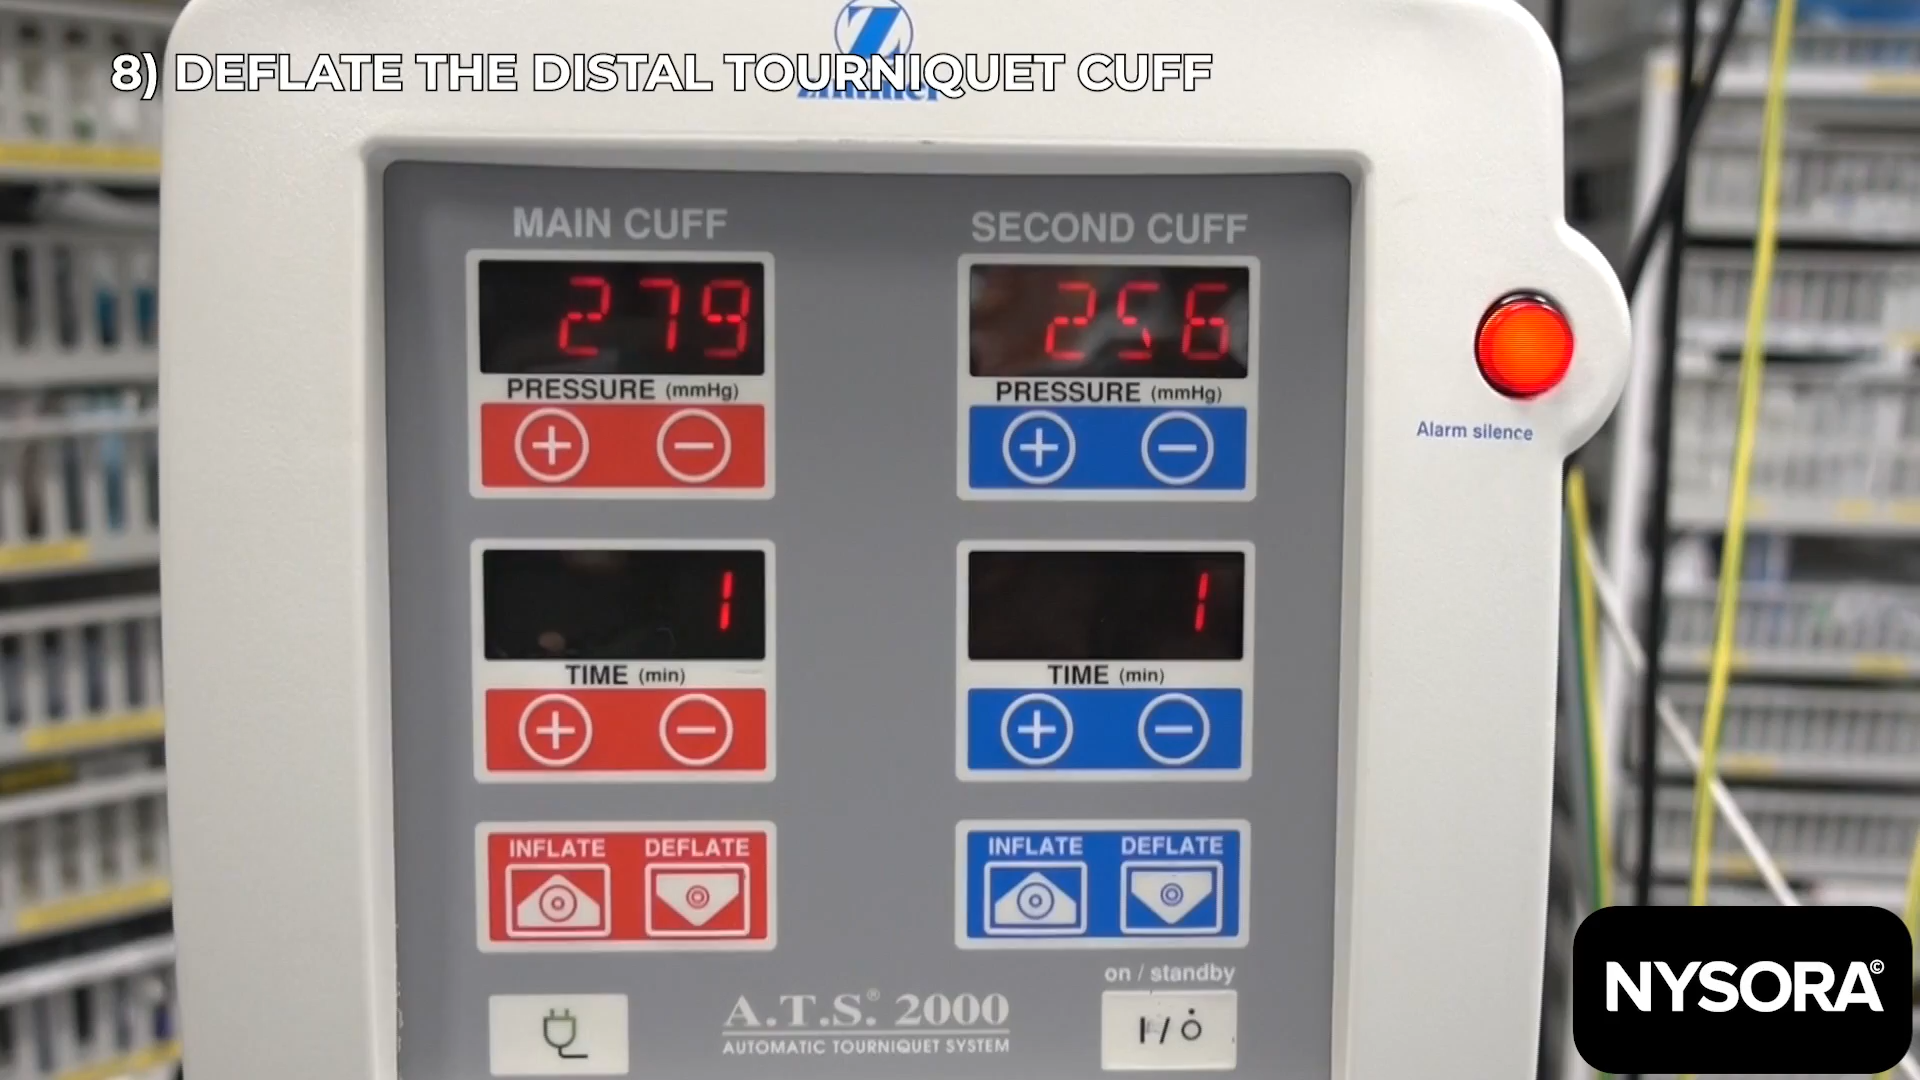 8) DEFLATE THE DISTAL TOURNIQUET CUFF
Z
zimmer
MAIN CUFF
SECOND CUFF
279
256
PRESSURE (mmHg)
PRESSURE (mmHg)
Alarm silence
1
1
TIME (min)
TIME (min)
INFLATE DEFLATE
INFLATE DEFLATE
on / standby
A.T.S.® 2000
AUTOMATIC TOURNIQUET SYSTEM
NYSORA©